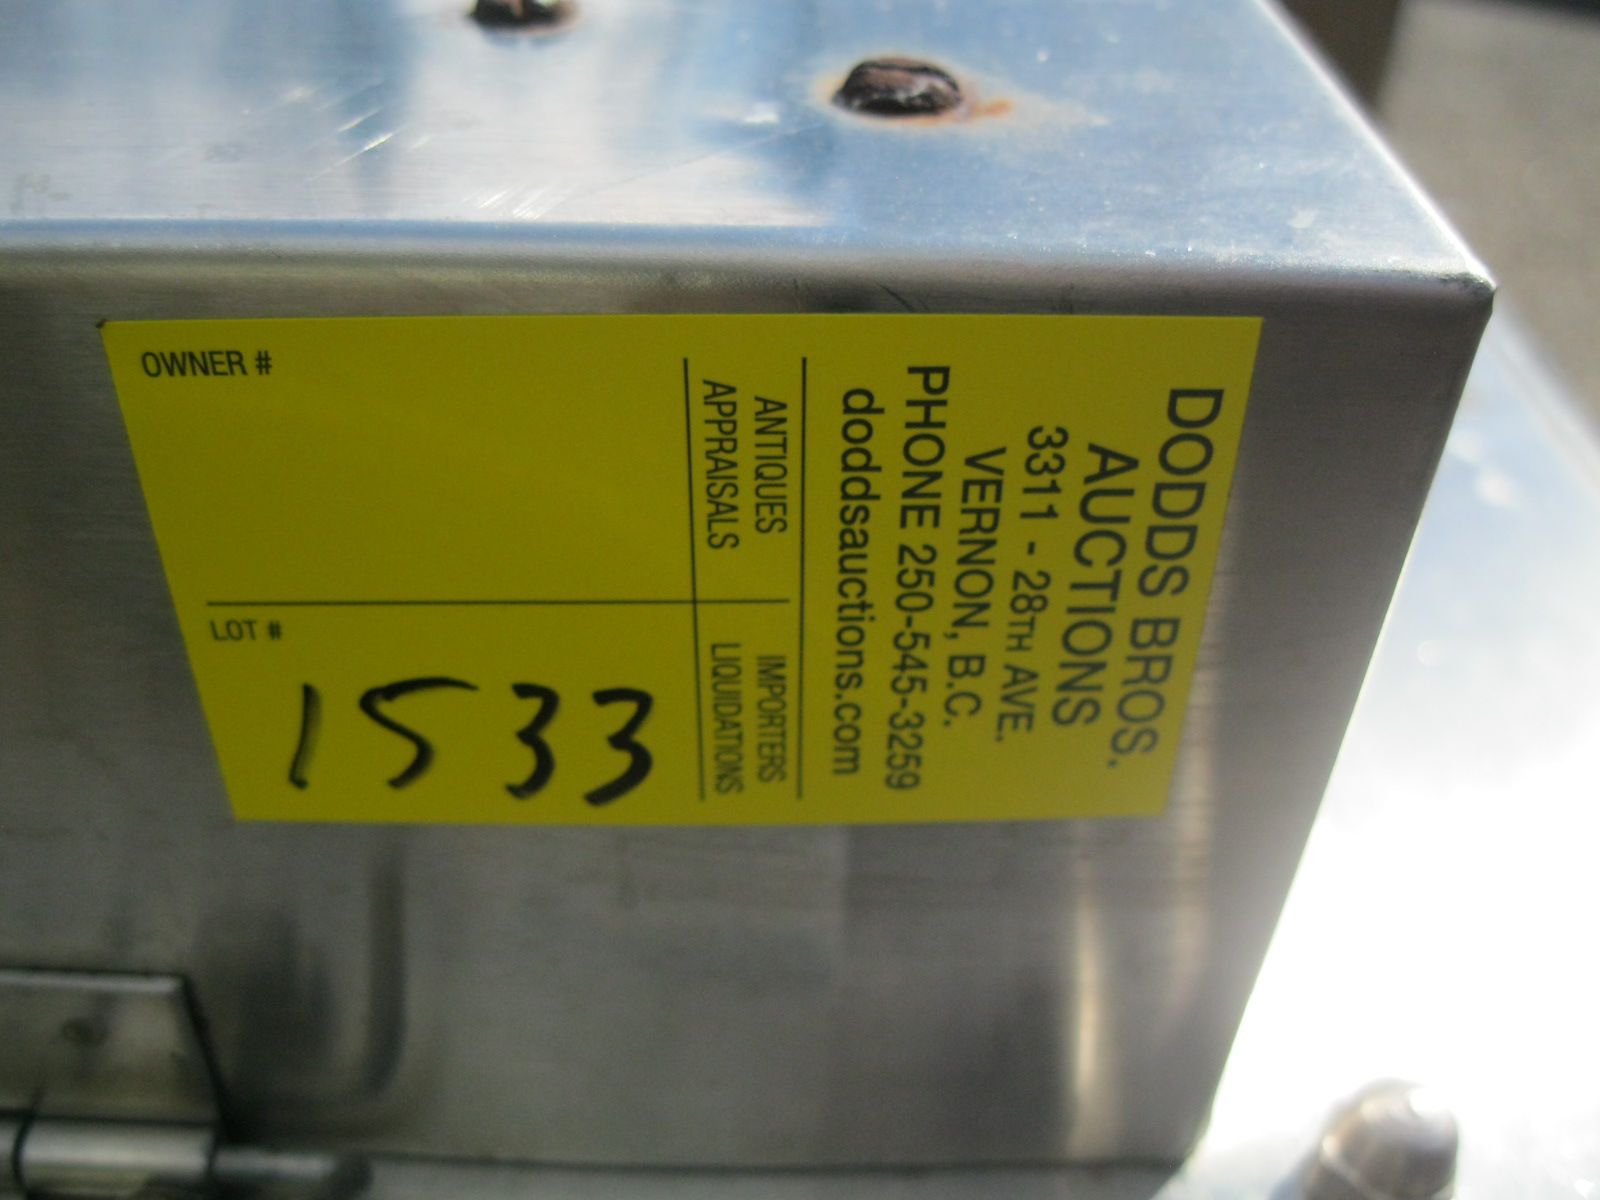 DODDS BROS.
AUCTIONS
3311 - 28TH AVE.
VERNON, B.C.
PHONE 250-545-3259
doddsauctions.com
ANTIQUES
APPRAISALS
IMPORTERS
LIQUIDATIONS
OWNER #
LOT #
1533